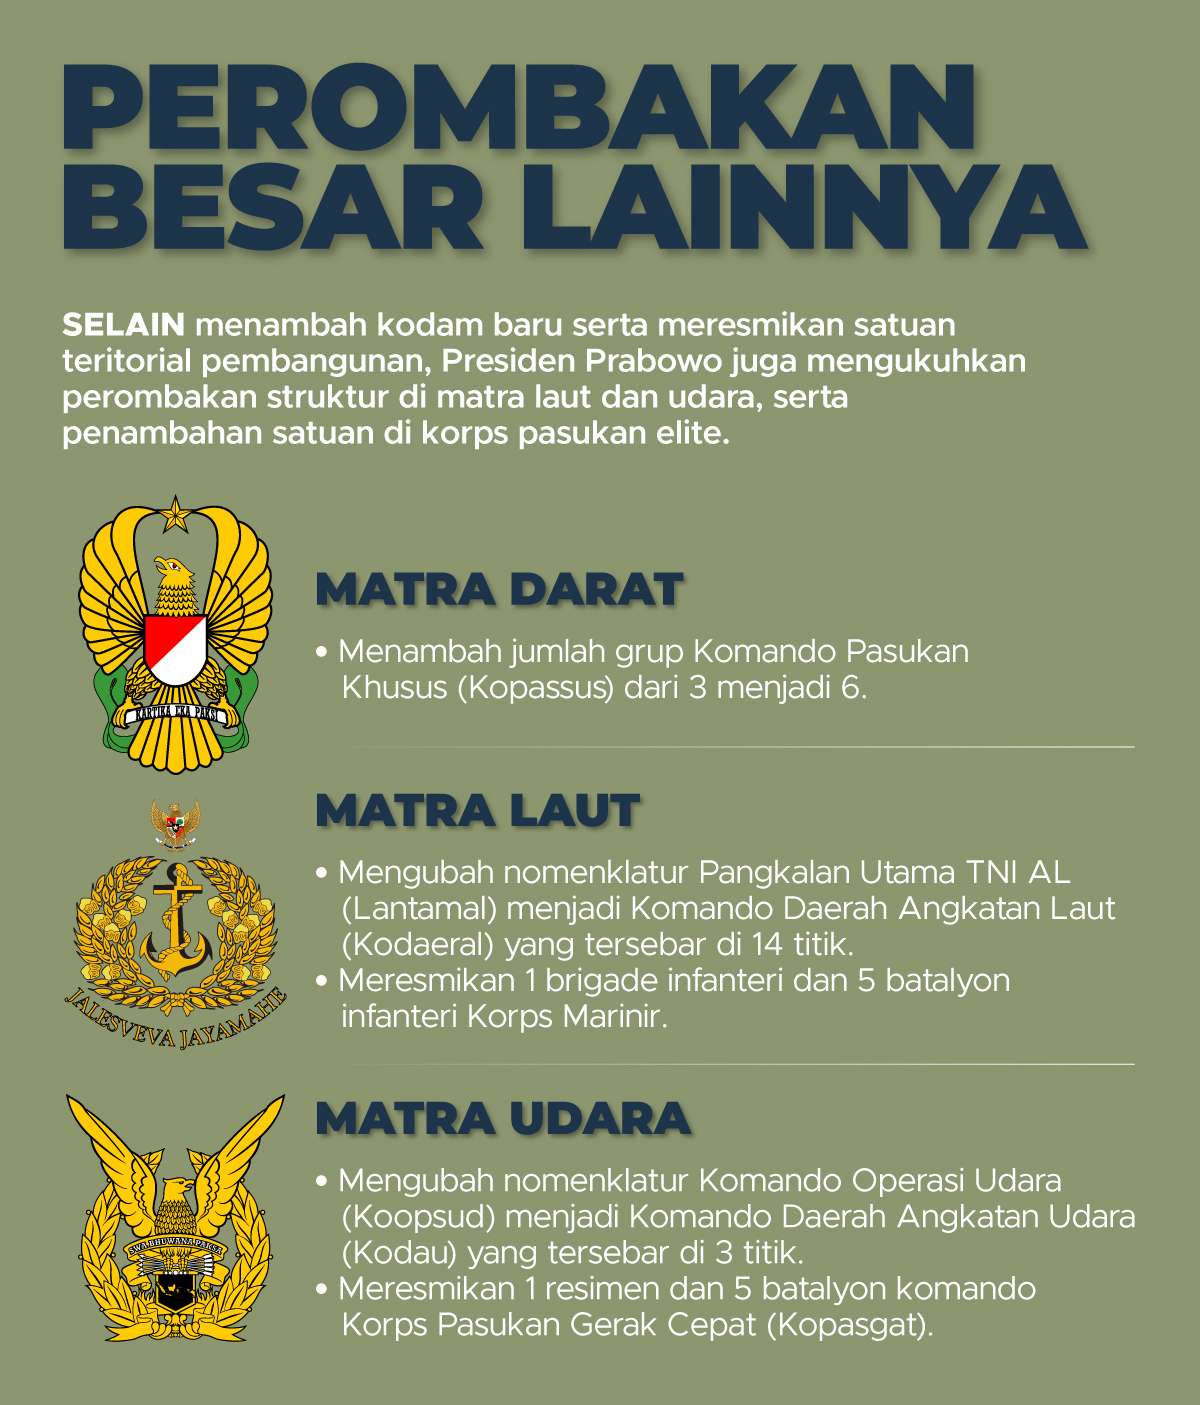 PEROMBAKAN
BESAR LAINNYA
SELAIN menambah kodam baru serta meresmikan satuan
teritorial pembangunan, Presiden Prabowo juga mengukuhkan
perombakan struktur di matra laut dan udara, serta
penambahan satuan di korps pasukan elite.
KARTIKA EKA PAKSI
MATRA DARAT
• Menambah jumlah grup Komando Pasukan
Khusus (Kopassus) dari 3 menjadi 6.
JALESVEVA JAYAMAHE
MATRA LAUT
• Mengubah nomenklatur Pangkalan Utama TNI AL
(Lantamal) menjadi Komando Daerah Angkatan Laut
(Kodaeral) yang tersebar di 14 titik.
• Meresmikan 1 brigade infanteri dan 5 batalyon
infanteri Korps Marinir.
SWA BHUWANA PAKSA
MATRA UDARA
• Mengubah nomenklatur Komando Operasi Udara
(Koopsud) menjadi Komando Daerah Angkatan Udara
(Kodau) yang tersebar di 3 titik.
• Meresmikan 1 resimen dan 5 batalyon komando
Korps Pasukan Gerak Cepat (Kopasgat).